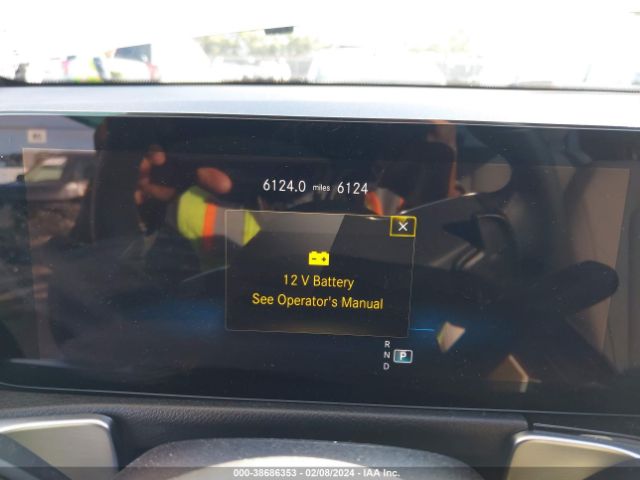 6124.0 miles 6124
12 V Battery
See Operator's Manual
R
N P
D
000-38686353 - 02/08/2024 - IAA Inc.